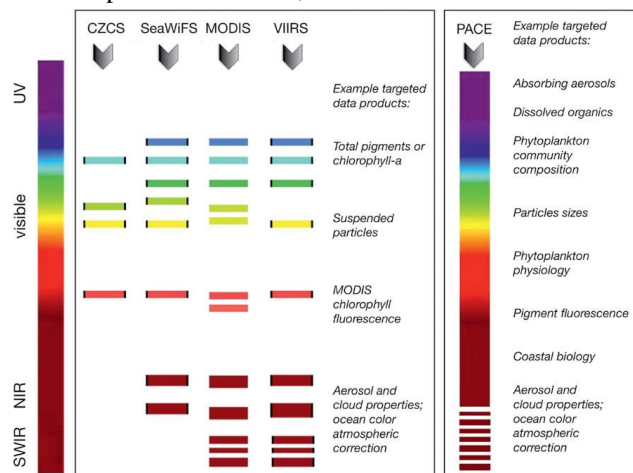 CZCS SeaWiFS MODIS VIIRS
UV
visible
NIR
SWIR
Example targeted
data products:
Total pigments or
chlorophyll-a
Suspended
particles
MODIS
chlorophyll
fluorescence
Aerosol and
cloud properties;
ocean color
atmospheric
correction
PACE
Example targeted
data products:
Absorbing aerosols
Dissolved organics
Phytoplankton
community
composition
Particles sizes
Phytoplankton
physiology
Pigment fluorescence
Coastal biology
Aerosol and
cloud properties;
ocean color
atmospheric
correction